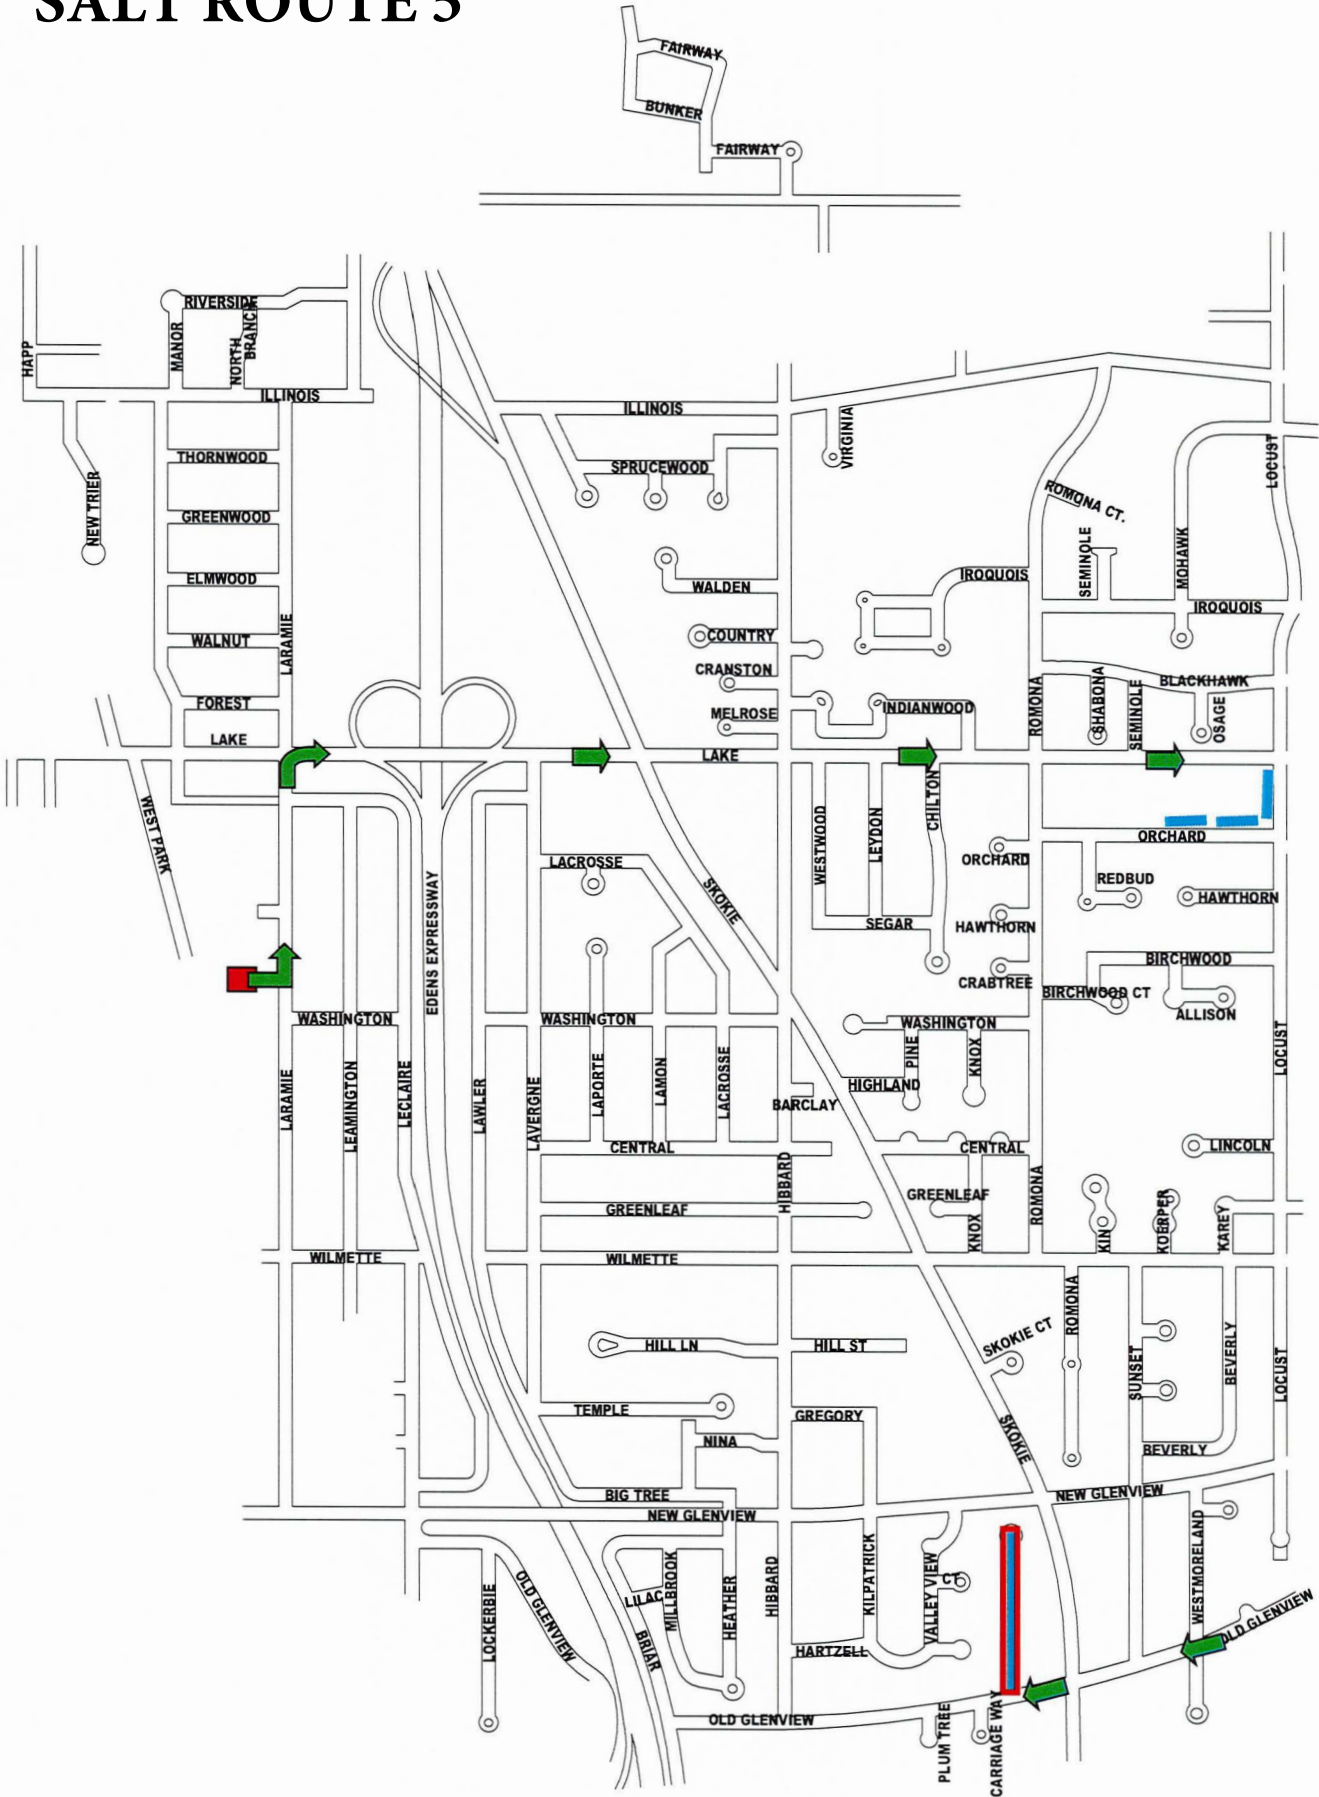 SALT ROUTE 5
FAIRWAY
BUNKER
FAIRWAY
RIVERSIDE
MANOR
NORTH
BRANCH
HAPP
ILLINOIS
ILLINOIS
VIRGINIA
LOCUST
THORNWOOD
SPRUCEWOOD
NEW TRIER
ROMONA CT.
GREENWOOD
SEMINOLE
MOHAWK
ELMWOOD
WALDEN
IROQUOIS
IROQUOIS
LARAMIE
WALNUT
COUNTRY
CRANSTON
ROMONA
SHABONA
SEMINOLE
BLACKHAWK
OSAGE
FOREST
MELROSE
INDIANWOOD
LAKE
LAKE
WEST PARK
WESTWOOD
LEYDON
CHILTON
ORCHARD
ORCHARD
LACROSSE
SKOKIE
REDBUD
HAWTHORN
SEGAR
HAWTHORN
EDENS EXPRESSWAY
BIRCHWOOD
CRABTREE
BIRCHWOOD CT
ALLISON
WASHINGTON
WASHINGTON
WASHINGTON
PINE
KNOX
LOCUST
LARAMIE
LEAMINGTON
LECLAIRE
LAWLER
LAVERGNE
LAPORTE
LAMON
LACROSSE
HIGHLAND
BARCLAY
CENTRAL
CENTRAL
LINCOLN
HIBBARD
GREENLEAF
GREENLEAF
KNOX
ROMONA
KIN
KOERPER
KAREY
WILMETTE
WILMETTE
ROMONA
HILL LN
HILL ST
SKOKIE CT
SUNSET
BEVERLY
LOCUST
TEMPLE
GREGORY
SKOKIE
NINA
BEVERLY
BIG TREE
NEW GLENVIEW
NEW GLENVIEW
LOCKERBIE
OLD GLENVIEW
LILAC
MILLBROOK
HEATHER
HIBBARD
KILPATRICK
VALLEY VIEW
CT
WESTMORELAND
OLD GLENVIEW
BRIAR
HARTZELL
OLD GLENVIEW
PLUM TREE
CARRIAGE WAY